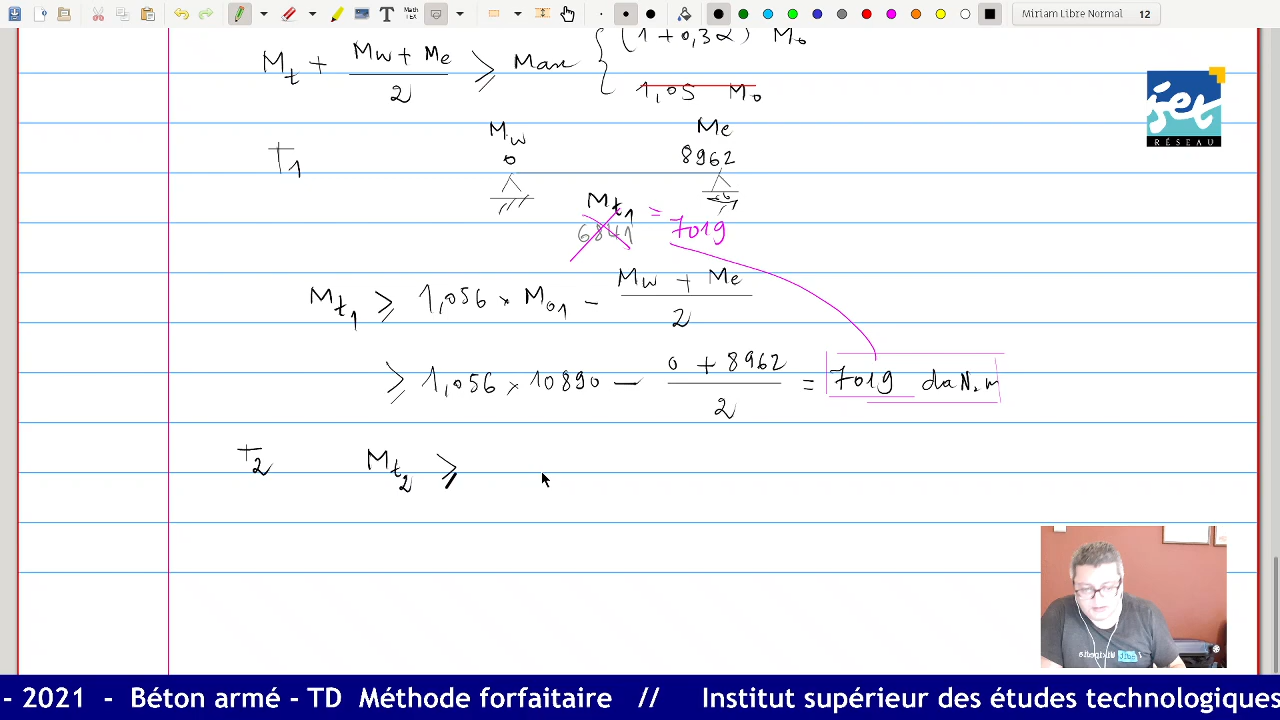 Miriam Libre Normal 12
(1 + 0,3 α) M₀
Mt + (Mw + Me)/2 ⩾ Max {
1,05 M₀
iset
RÉSEAU
Mw Me
T1 0 8962
Mt1 = 7019
6841
Mt1 ⩾ 1,056 × M01 − (Mw + Me)/2
⩾ 1,056 × 10890 − (0 + 8962)/2 = 7019 daN.m
T2 Mt2 ⩾
- 2021 - Béton armé - TD Méthode forfaitaire // Institut supérieur des études technologiques